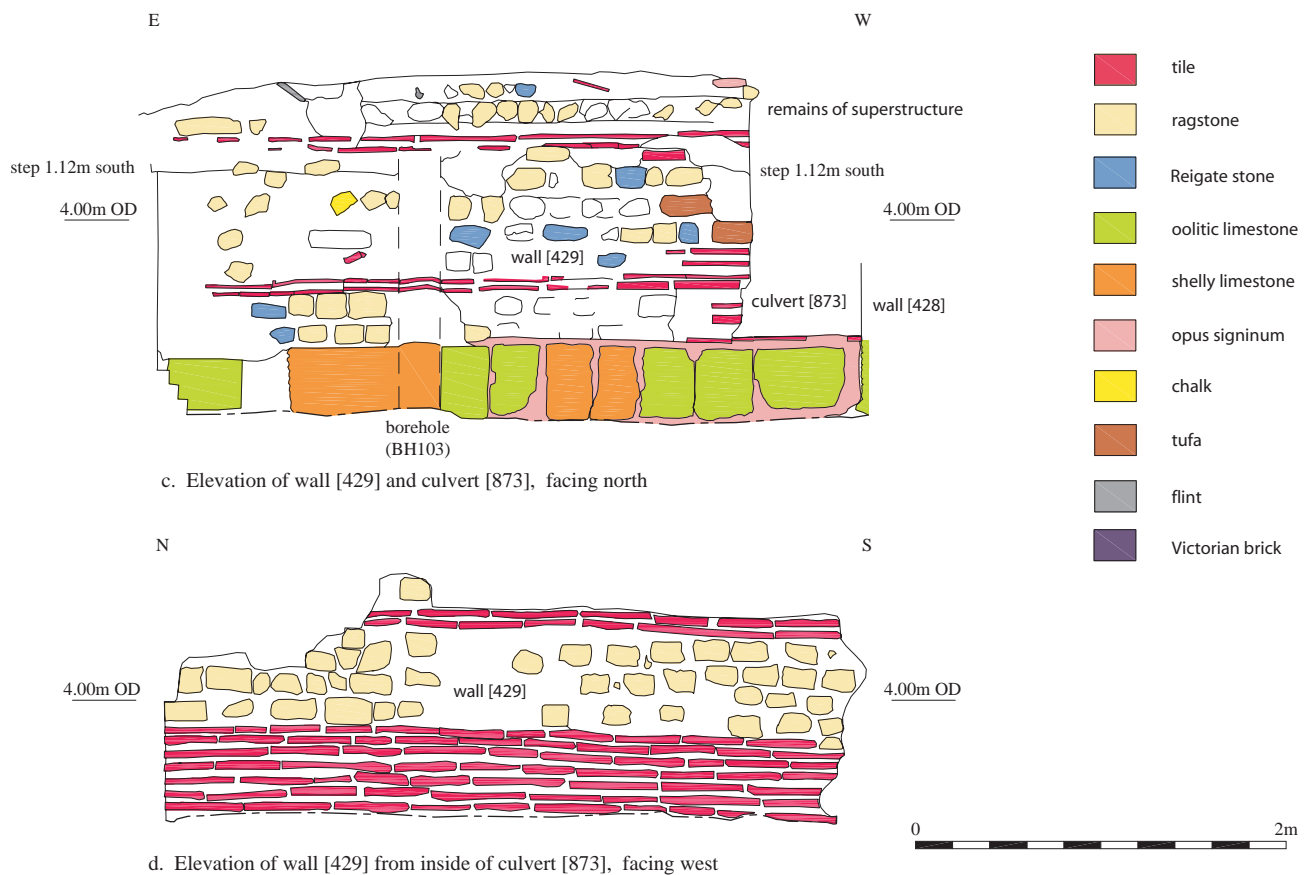 E
W
remains of superstructure
step 1.12m south
step 1.12m south
4.00m OD
4.00m OD
wall [429]
culvert [873]
wall [428]
borehole
(BH103)
c. Elevation of wall [429] and culvert [873], facing north
N
S
4.00m OD
wall [429]
4.00m OD
d. Elevation of wall [429] from inside of culvert [873], facing west
tile
ragstone
Reigate stone
oolitic limestone
shelly limestone
opus signinum
chalk
tufa
flint
Victorian brick
0
2m